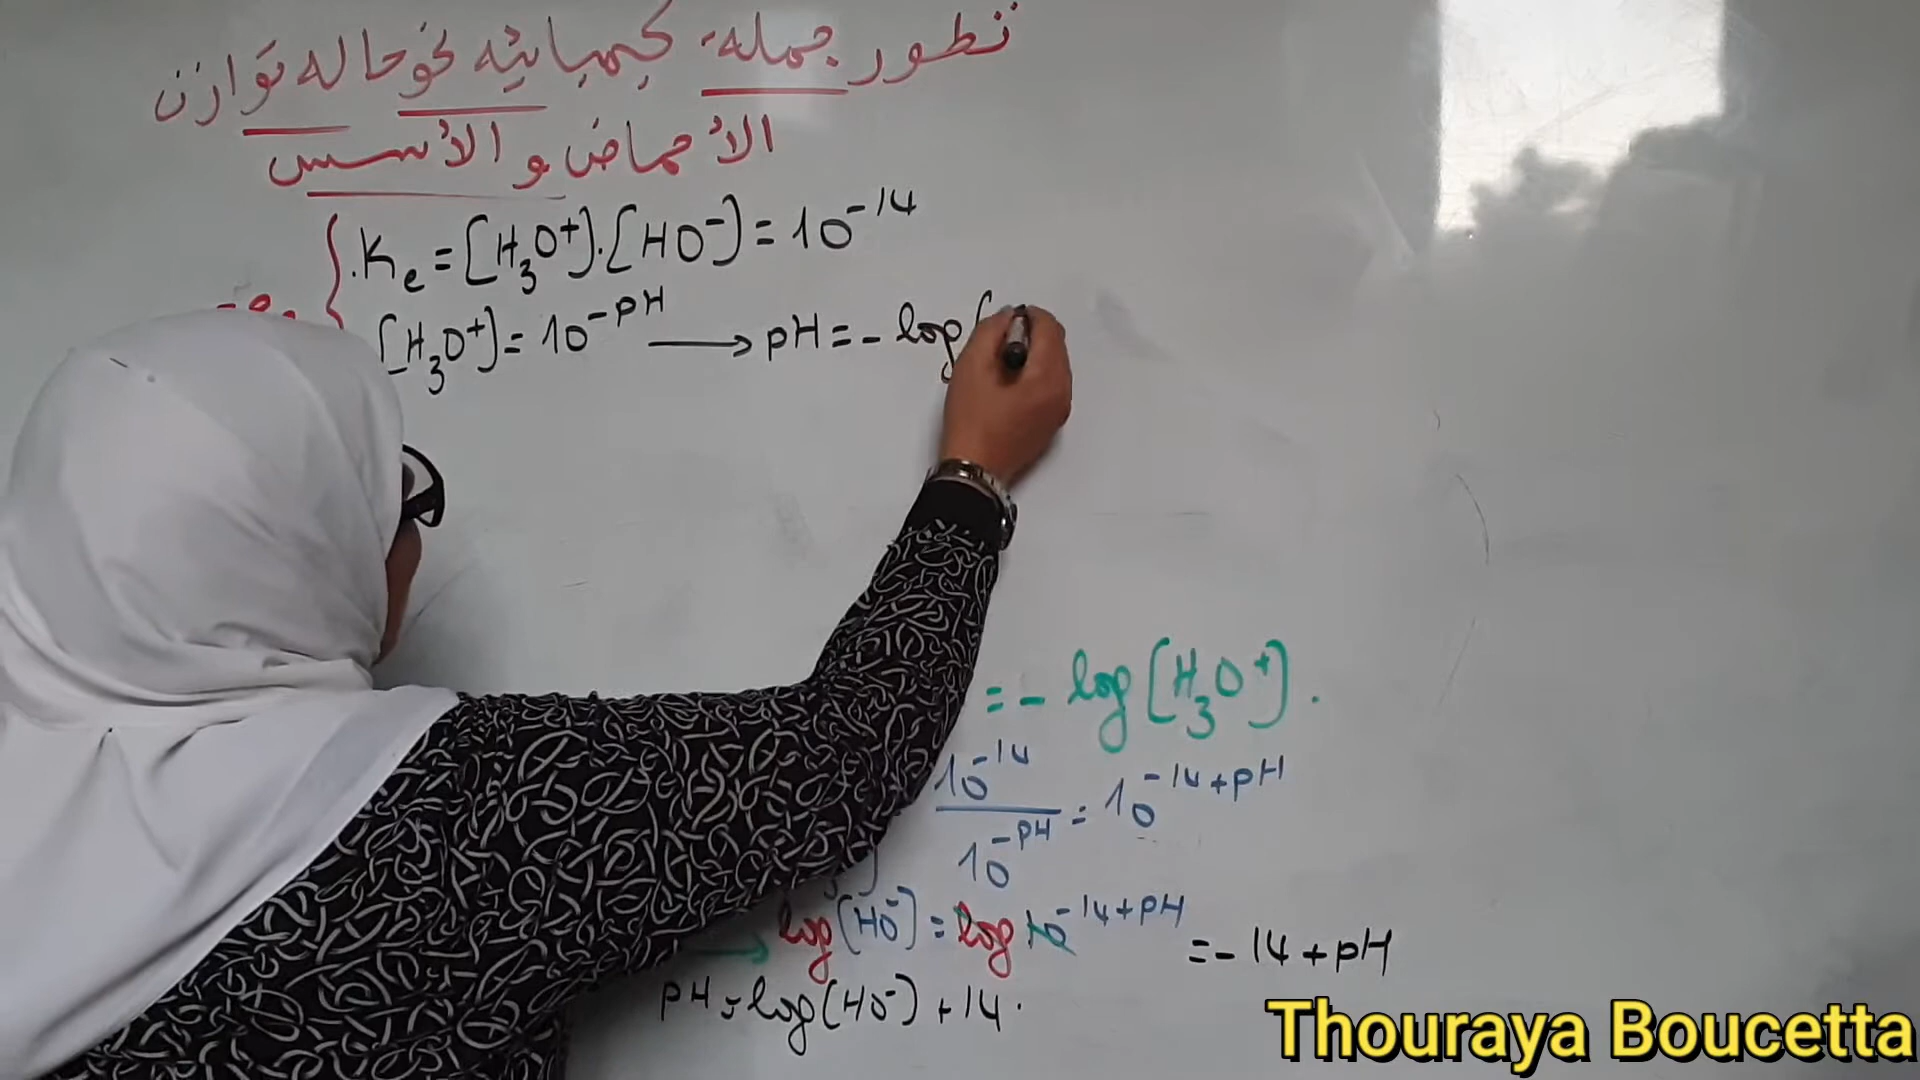 تطور جملة كيميائية نحو حالة توازن
الأحماض و الأسس
. Ke = [H₃O⁺].[HO⁻] = 10⁻¹⁴
[H₃O⁺] = 10^-pH → pH = - log[
= - log[H₃O⁺].
10⁻¹⁴ / 10^-pH = 10^-14+pH
→ log[HO⁻] = log 10^-14+pH = -14 + pH
pH = log[HO⁻] + 14.
Thouraya Boucetta